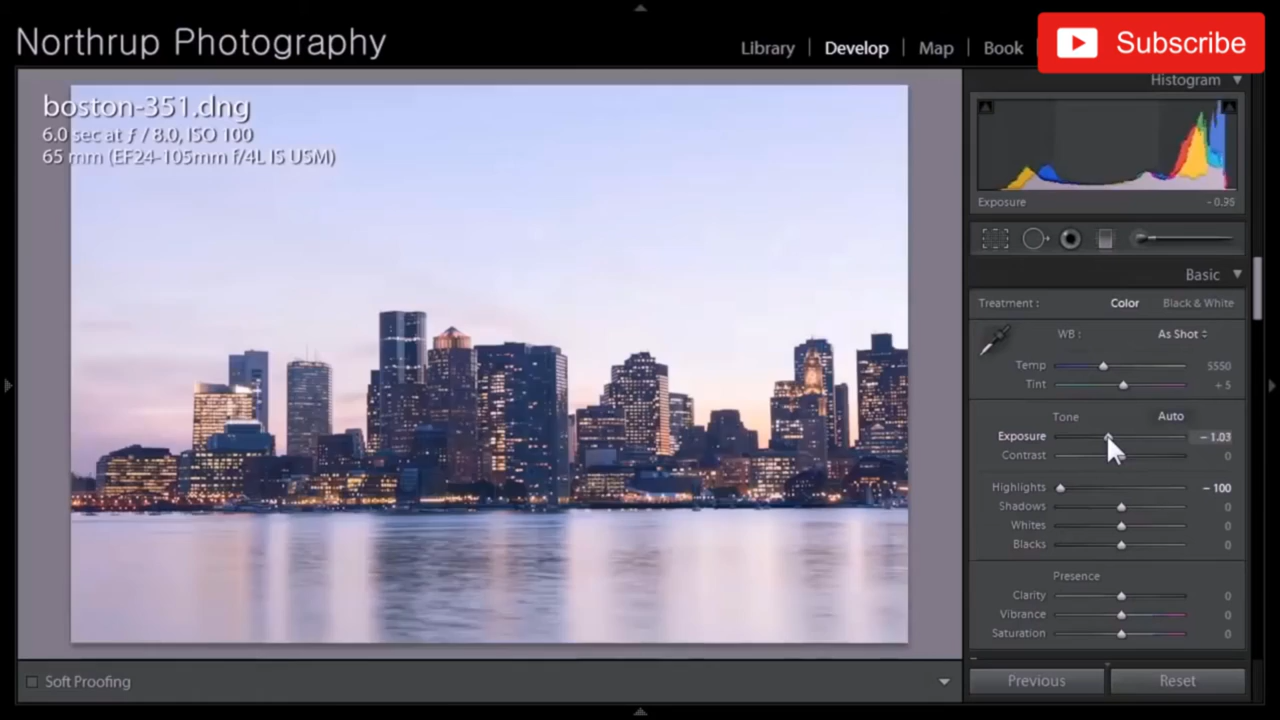 Northrup Photography
Library | Develop | Map | Book
Subscribe
boston-351.dng
6.0 sec at ƒ / 8.0, ISO 100
65 mm (EF24-105mm f/4L IS USM)
Histogram
Exposure - 0.95
Basic
Treatment : Color Black & White
WB : As Shot
Temp 5550
Tint + 5
Tone Auto
Exposure - 1.03
Contrast 0
Highlights - 100
Shadows 0
Whites 0
Blacks 0
Presence
Clarity 0
Vibrance 0
Saturation 0
Soft Proofing
Previous Reset